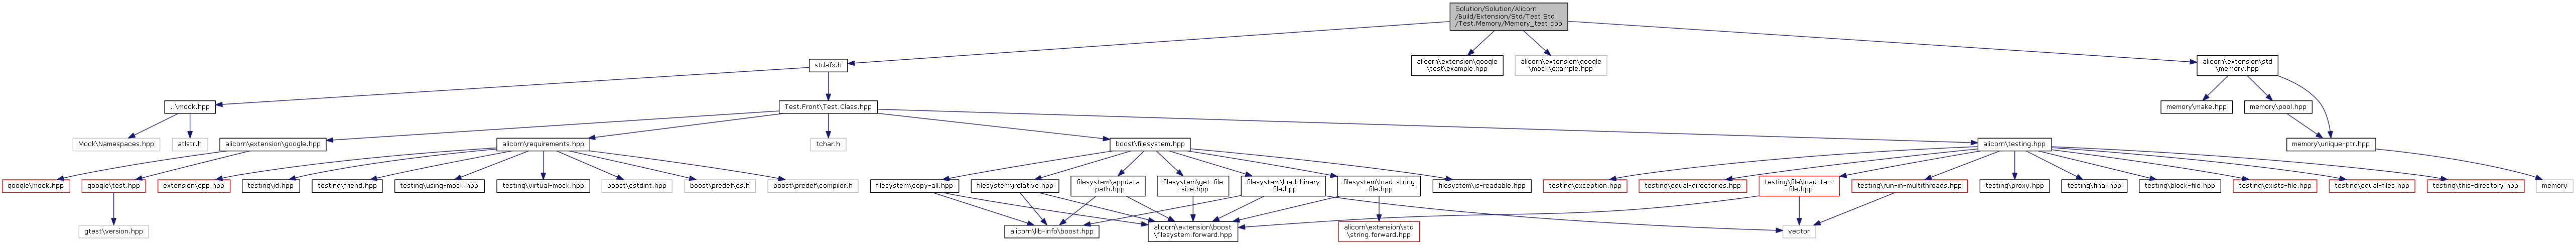 Solution/Solution/Alicorn
/Build/Extension/Std/Test.Std
/Test.Memory/Memory_test.cpp
stdafx.h
alicorn\extension\google
\test\example.hpp
alicorn\extension\google
\mock\example.hpp
alicorn\extension\std
\memory.hpp
..\mock.hpp
Test.Front\Test.Class.hpp
memory\make.hpp
memory\pool.hpp
Mock\Namespaces.hpp
atlstr.h
alicorn\extension\google.hpp
alicorn\requirements.hpp
tchar.h
boost\filesystem.hpp
alicorn\testing.hpp
memory\unique-ptr.hpp
google\mock.hpp
google\test.hpp
extension\cpp.hpp
testing\id.hpp
testing\friend.hpp
testing\using-mock.hpp
testing\virtual-mock.hpp
boost\cstdint.hpp
boost\predef\os.h
boost\predef\compiler.h
filesystem\copy-all.hpp
filesystem\relative.hpp
filesystem\appdata
-path.hpp
filesystem\get-file
-size.hpp
filesystem\load-binary
-file.hpp
filesystem\load-string
-file.hpp
filesystem\is-readable.hpp
testing\exception.hpp
testing\equal-directories.hpp
testing\file\load-text
-file.hpp
testing\run-in-multithreads.hpp
testing\proxy.hpp
testing\final.hpp
testing\block-file.hpp
testing\exists-file.hpp
testing\equal-files.hpp
testing\this-directory.hpp
memory
gtest\version.hpp
alicorn\lib-info\boost.hpp
alicorn\extension\boost
\filesystem.forward.hpp
alicorn\extension\std
\string.forward.hpp
vector